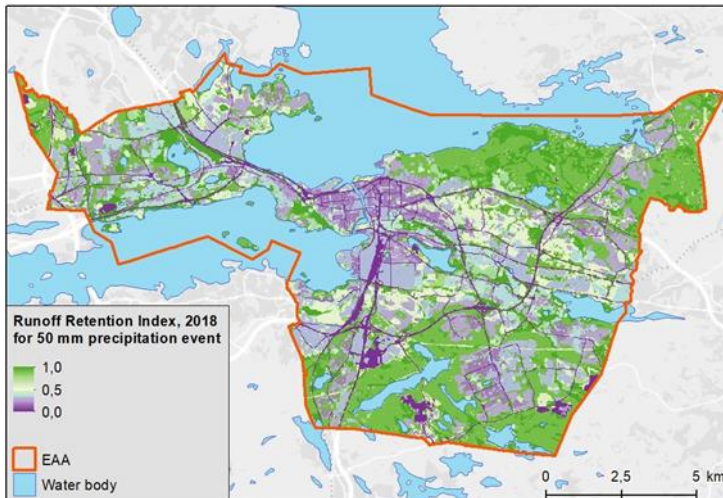 Runoff Retention Index, 2018
for 50 mm precipitation event
1,0
0,5
0,0
EAA
Water body
0 2,5 5 km